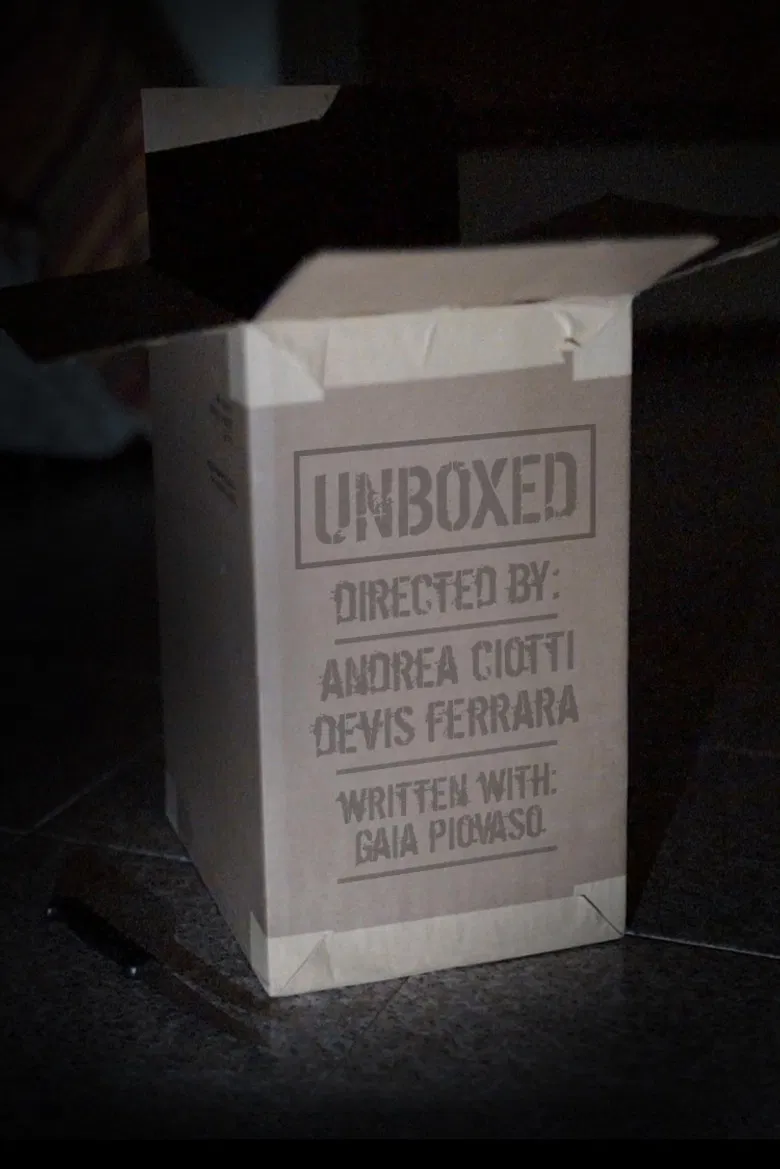 UNBOXED
DIRECTED BY:
ANDREA CIOTTI
DEVIS FERRARA
WRITTEN WITH:
GAIA PIOVASO